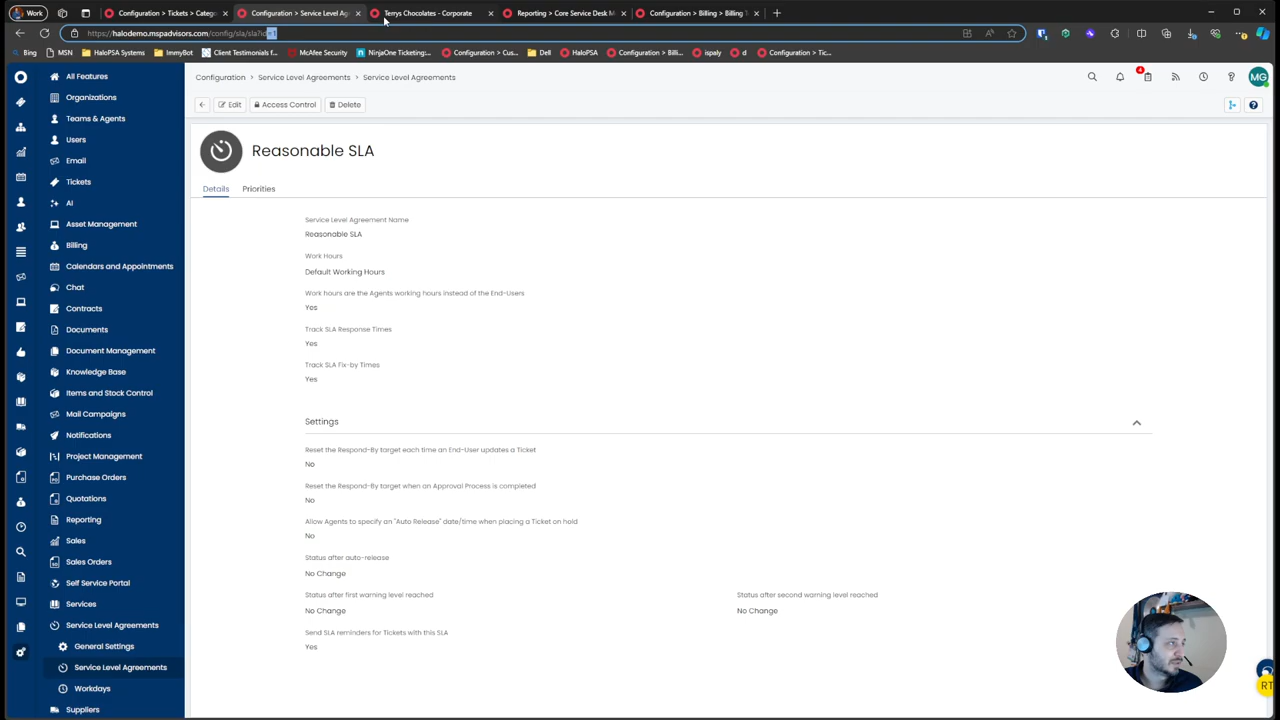 Work
Configuration > Tickets >
Configuration > Service Level Ag
Terry Chocolates - Corporate
Reporting > Core Service Desk M
Configuration > Billing > Billing T
https://halodemo.mspadvisors.com/config/sla/sla?id=1
Bing
MSN
HaloPSA Systems
ImmyBot
Client Testimonials f...
McAfee Security
NinjaOne Ticketing:...
Configuration > Cus...
Dell
HaloPSA
Configuration > Billi...
ispaly
d
Configuration > Tic...
All Features
Organizations
Teams & Agents
Users
Email
Tickets
AI
Asset Management
Billing
Calendars and Appointments
Chat
Contracts
Documents
Document Management
Knowledge Base
Items and Stock Control
Mail Campaigns
Notifications
Project Management
Purchase Orders
Quotations
Reporting
Sales
Sales Orders
Self Service Portal
Services
Service Level Agreements
General Settings
Service Level Agreements
Workdays
Suppliers
Configuration > Service Level Agreements > Service Level Agreements
4
MG
Edit
Access Control
Delete
Reasonable SLA
Details
Priorities
Service Level Agreement Name
Reasonable SLA
Work Hours
Default Working Hours
Work hours are the Agents working hours instead of the End-Users
Yes
Track SLA Response Times
Yes
Track SLA Fix-by Times
Yes
Settings
Reset the Respond-By target each time an End-User updates a Ticket
No
Reset the Respond-By target when an Approval Process is completed
No
Allow Agents to specify an "Auto Release" date/time when placing a Ticket on hold
No
Status after auto-release
No Change
Status after first warning level reached
No Change
Status after second warning level reached
No Change
Send SLA reminders for Tickets with this SLA
Yes
RT